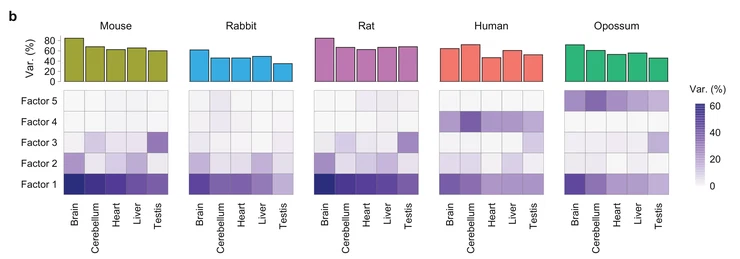 b
Mouse Rabbit Rat Human Opossum
Var. (%)
80
60
40
20
0
Factor 5
Factor 4
Factor 3
Factor 2
Factor 1
Var. (%)
60
40
20
0
Brain Cerebellum Heart Liver Testis Brain Cerebellum Heart Liver Testis Brain Cerebellum Heart Liver Testis Brain Cerebellum Heart Liver Testis Brain Cerebellum Heart Liver Testis